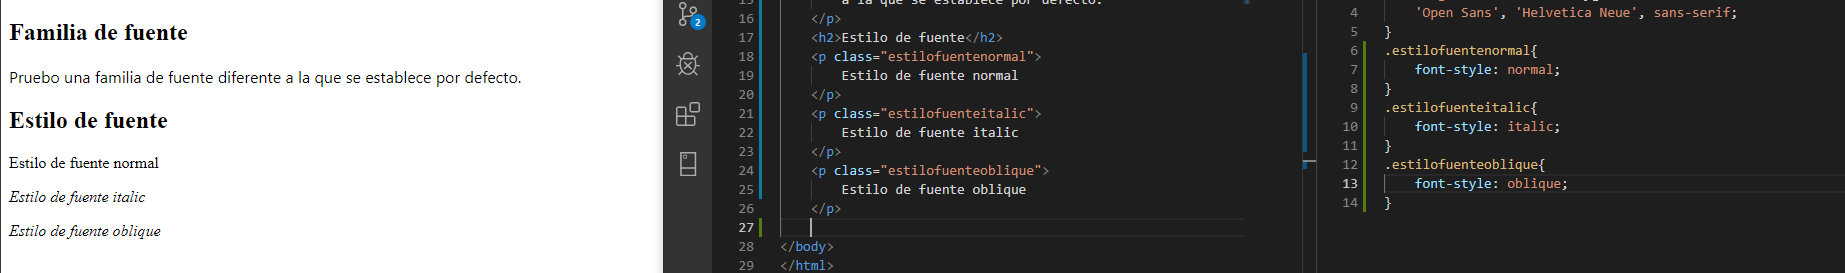 Familia de fuente
Pruebo una familia de fuente diferente a la que se establece por defecto.
Estilo de fuente
Estilo de fuente normal
Estilo de fuente italic
Estilo de fuente oblique
2
15 a la que se establece por defecto.
16 </p>
17 <h2>Estilo de fuente</h2>
18 <p class="estilofuentenormal">
19 Estilo de fuente normal
20 </p>
21 <p class="estilofuenteitalic">
22 Estilo de fuente italic
23 </p>
24 <p class="estilofuenteoblique">
25 Estilo de fuente oblique
26 </p>
27
28 </body>
29 </html>
4 'Open Sans', 'Helvetica Neue', sans-serif;
5 }
6 .estilofuentenormal{
7 font-style: normal;
8 }
9 .estilofuenteitalic{
10 font-style: italic;
11 }
12 .estilofuenteoblique{
13 font-style: oblique;
14 }